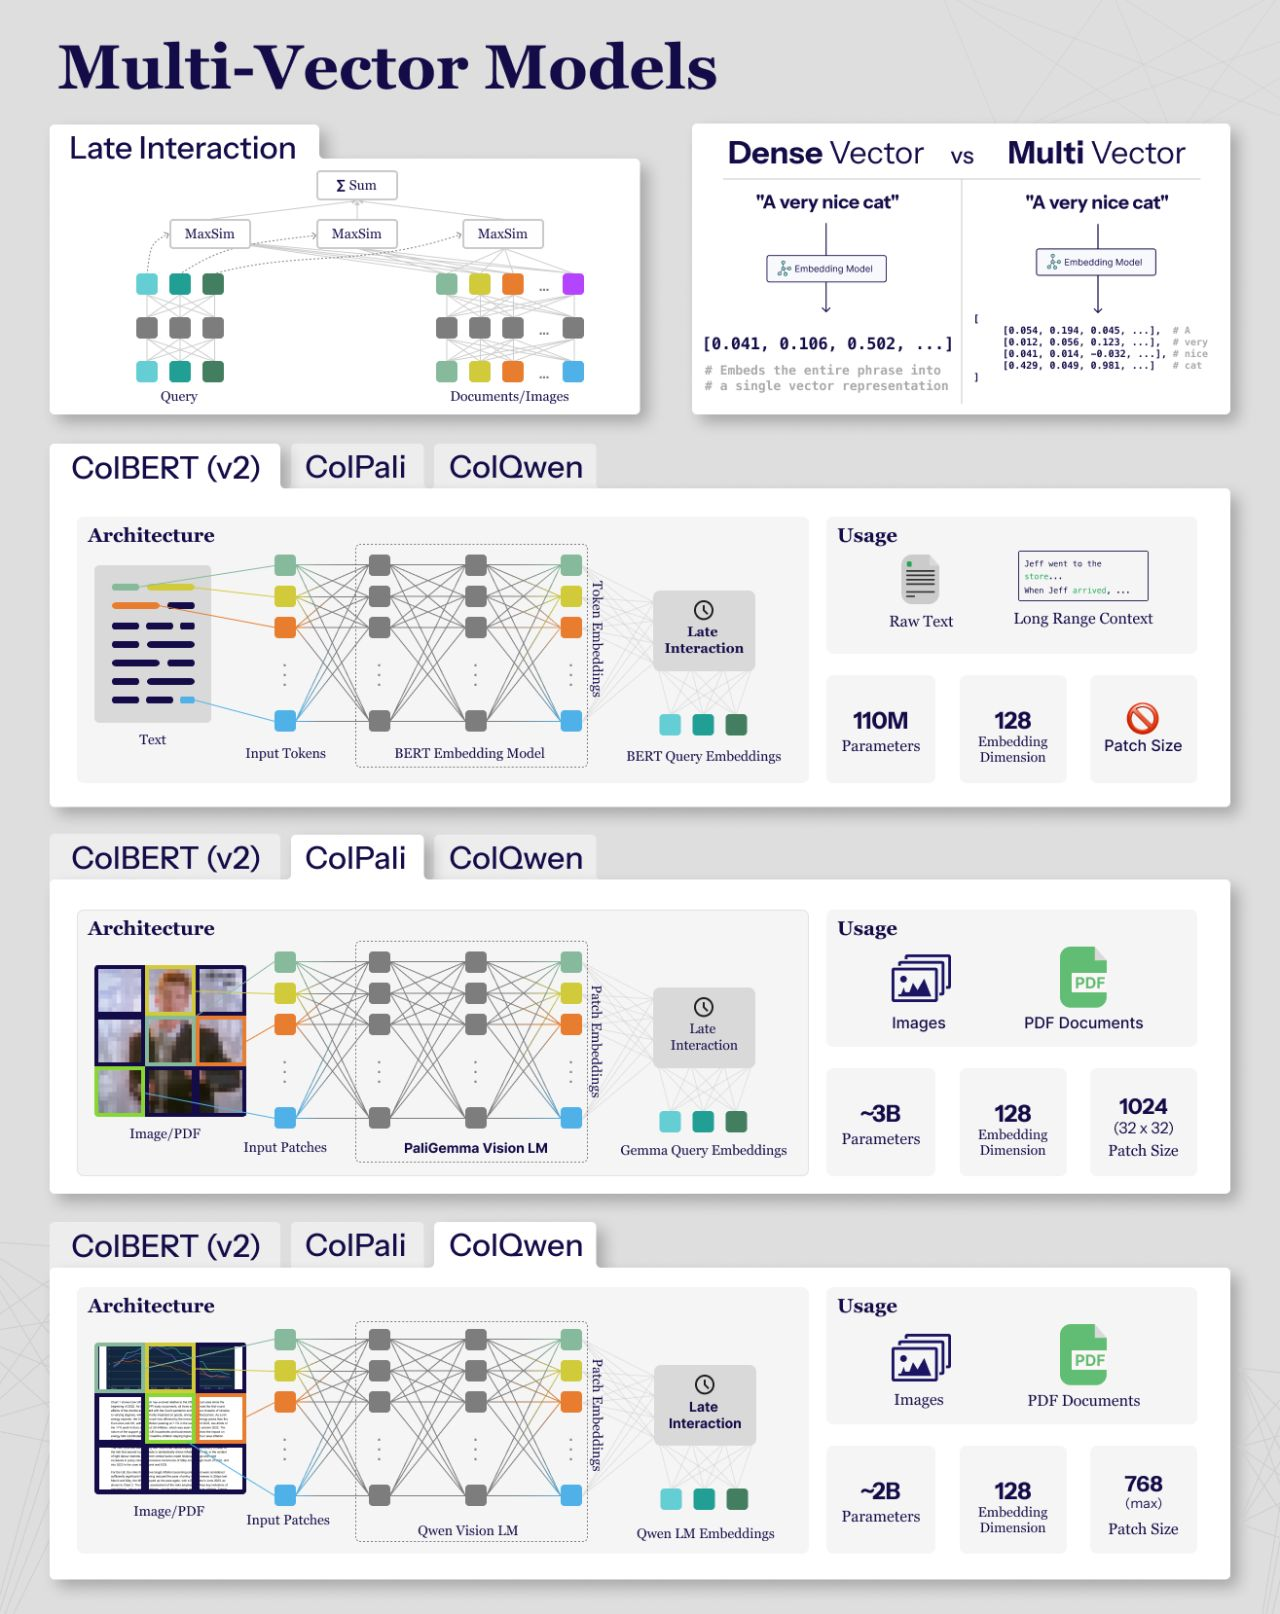 Multi-Vector Models
Late Interaction
Σ Sum
MaxSim
MaxSim
MaxSim
...
...
...
Query
Documents/Images
Dense Vector vs Multi Vector
"A very nice cat"
Embedding Model
[0.041, 0.106, 0.502, ...]
# Embeds the entire phrase into
# a single vector representation
"A very nice cat"
Embedding Model
[
[0.054, 0.194, 0.045, ...], # A
[0.012, 0.056, 0.123, ...], # very
[0.041, 0.014, -0.032, ...], # nice
[0.429, 0.049, 0.981, ...] # cat
]
ColBERT (v2)
ColPali
ColQwen
Architecture
Text
Input Tokens
BERT Embedding Model
Token Embeddings
Late
Interaction
BERT Query Embeddings
Usage
Raw Text
Jeff went to the
store...
When Jeff arrived, ...
Long Range Context
110M
Parameters
128
Embedding
Dimension
Patch Size
ColBERT (v2)
ColPali
ColQwen
Architecture
Image/PDF
Input Patches
PaliGemma Vision LM
Patch Embeddings
Late
Interaction
Gemma Query Embeddings
Usage
Images
PDF
PDF Documents
~3B
Parameters
128
Embedding
Dimension
1024
(32 x 32)
Patch Size
ColBERT (v2)
ColPali
ColQwen
Architecture
Image/PDF
Input Patches
Qwen Vision LM
Patch Embeddings
Late
Interaction
Qwen LM Embeddings
Usage
Images
PDF
PDF Documents
~2B
Parameters
128
Embedding
Dimension
768
(max)
Patch Size